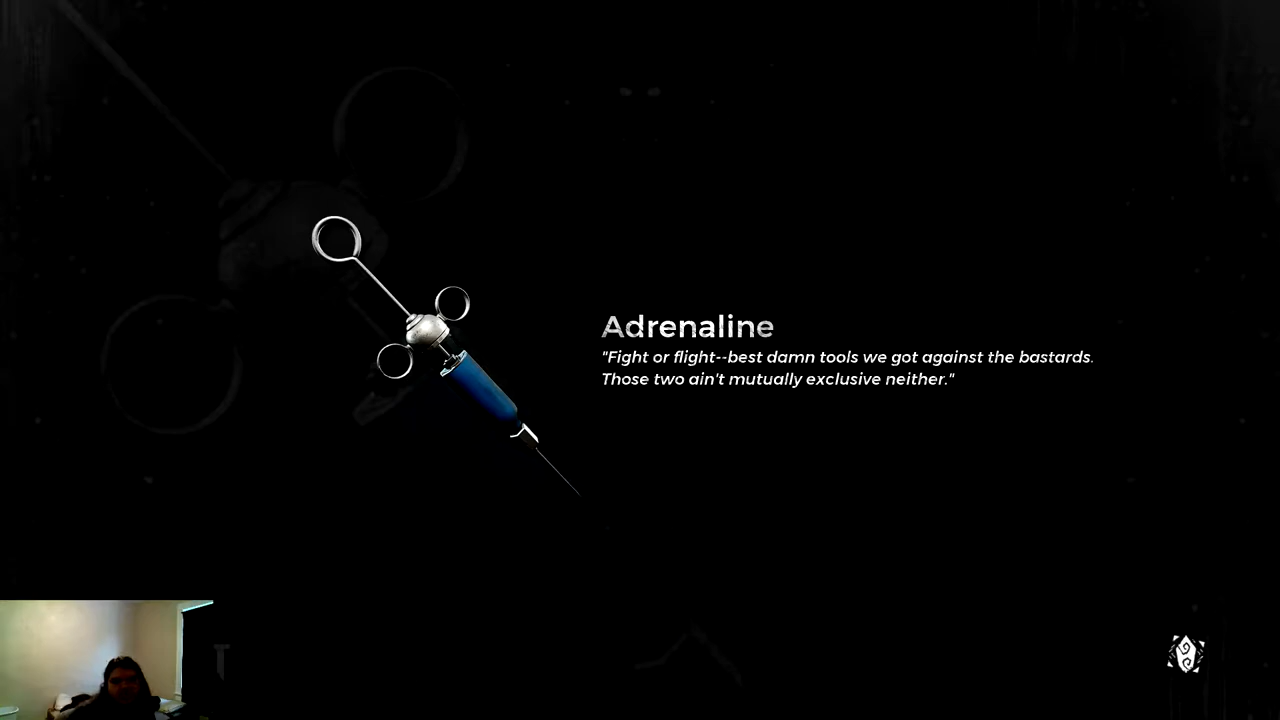 Adrenaline
"Fight or flight--best damn tools we got against the bastards.
Those two ain't mutually exclusive neither."